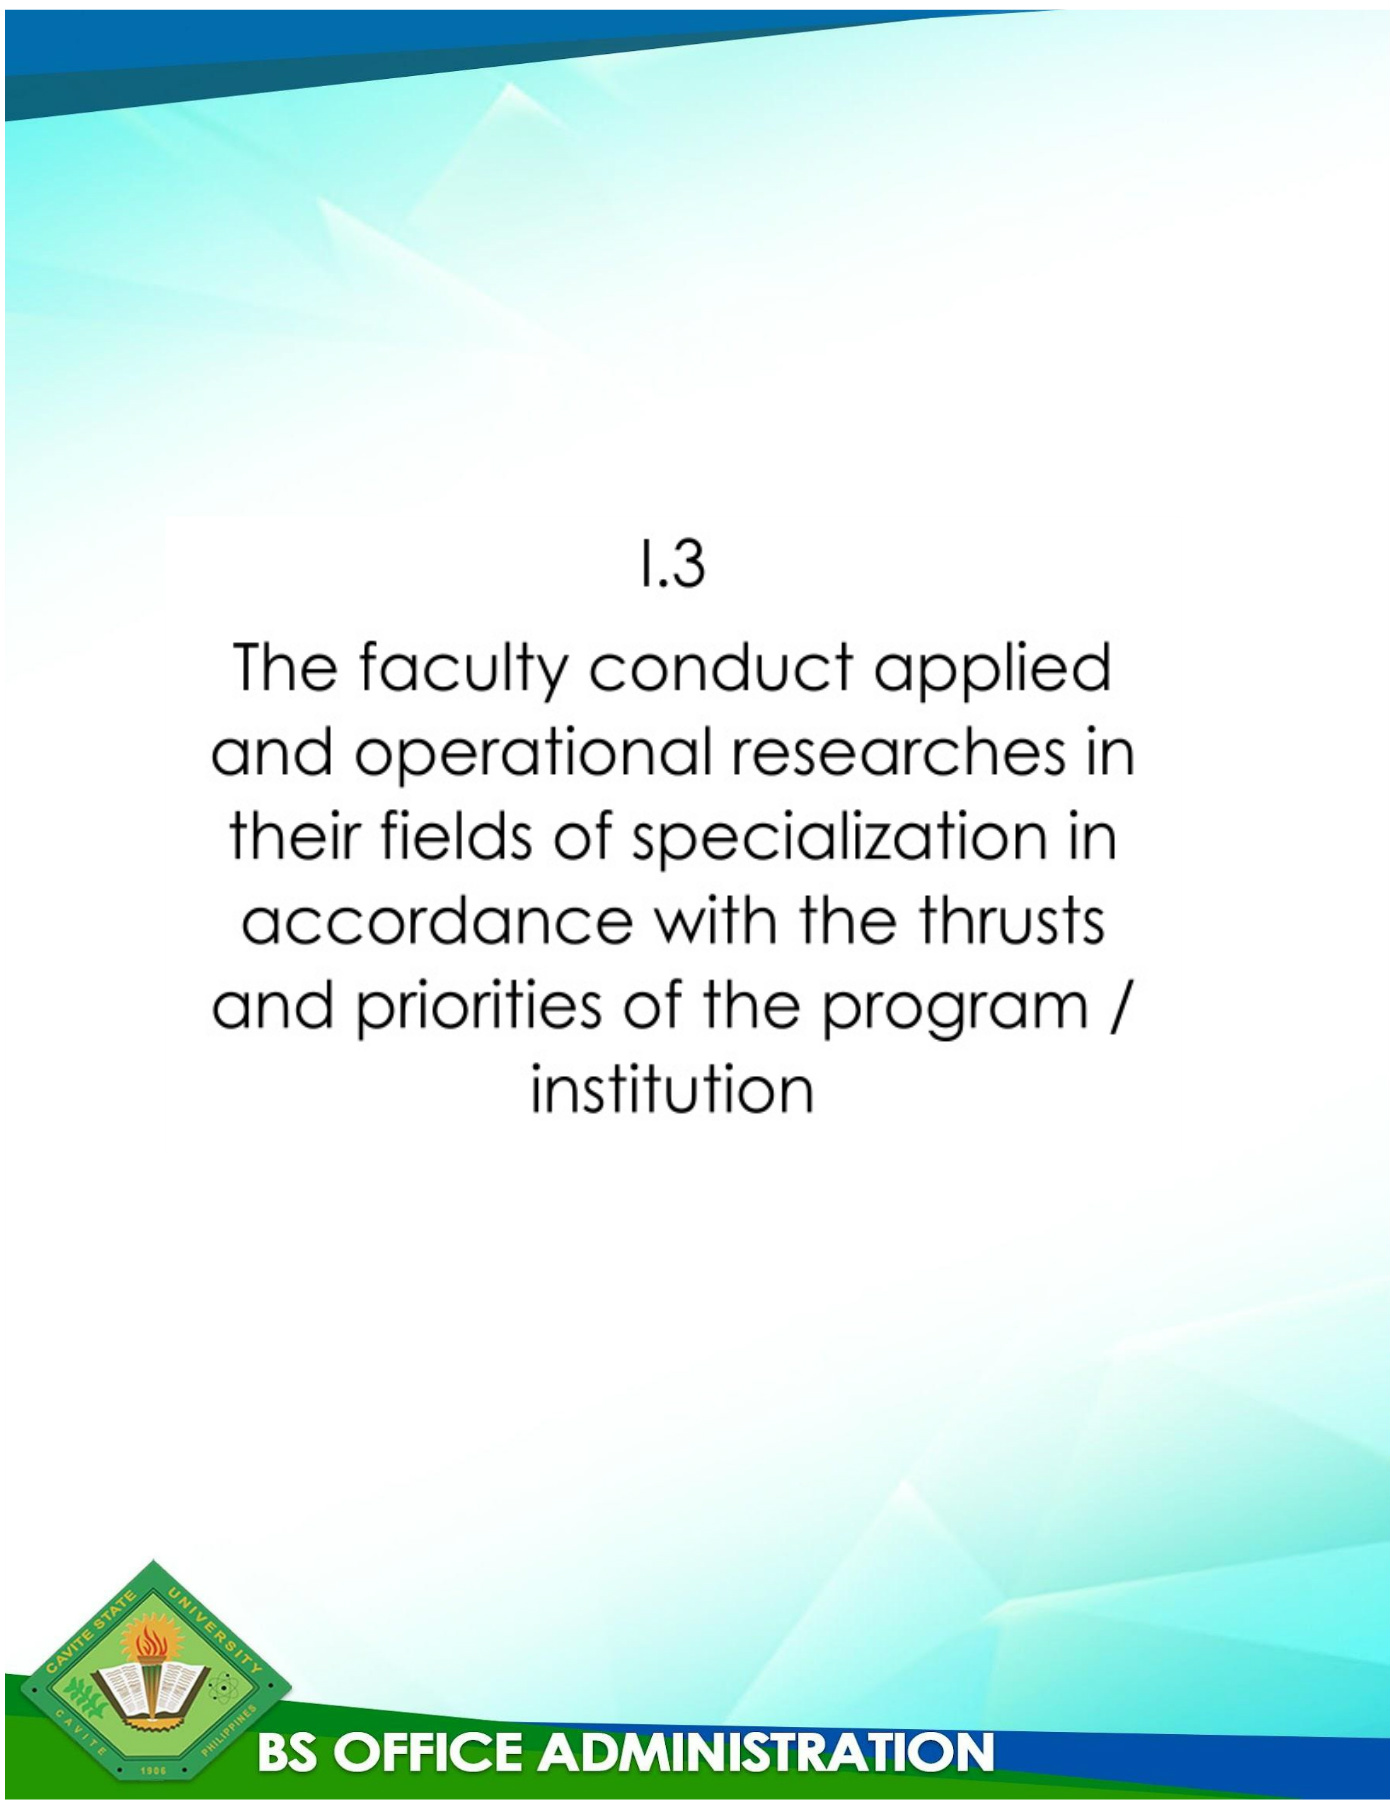 I.3
The faculty conduct applied
and operational researches in
their fields of specialization in
accordance with the thrusts
and priorities of the program /
institution
CAVITE STATE UNIVERSITY
CAVITE
PHILIPPINES
1906
BS OFFICE ADMINISTRATION